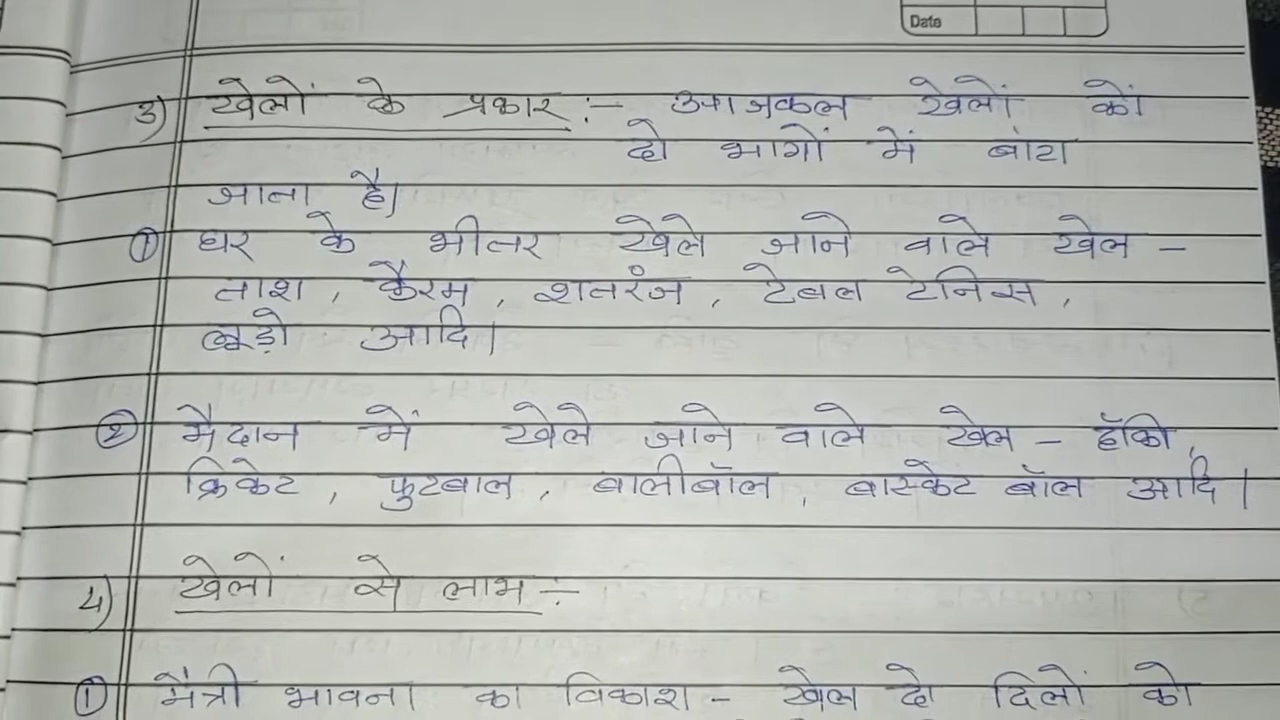 Date
3) खेलों के प्रकार :- आजकल खेलों कों
दो भागों में बांटा
जाता है।
① घर के भीतर खेले जाने वाले खेल -
ताश, कैरम, शतरंज, टेबल टेनिस,
लूडो आदि।
② मैदान में खेले जाने वाले खेल - हॉकी,
क्रिकेट, फुटबाल, बालीबॉल, बास्केट बॉल आदि।
4) खेलों से लाभ :-
① मैत्री भावना का विकाश - खेल दो दिलों को